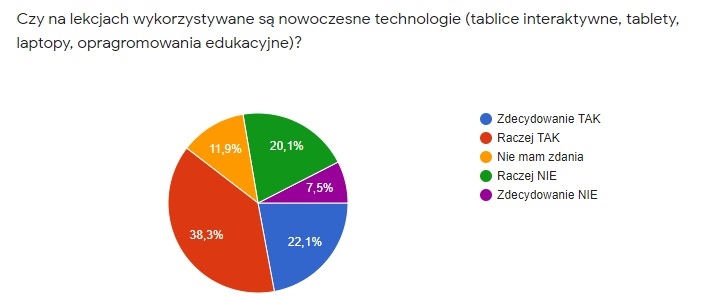 Czy na lekcjach wykorzystywane są nowoczesne technologie (tablice interaktywne, tablety,
laptopy, opragromowania edukacyjne)?
Zdecydowanie TAK
Raczej TAK
Nie mam zdania
Raczej NIE
Zdecydowanie NIE
11,9%
20,1%
7,5%
38,3%
22,1%